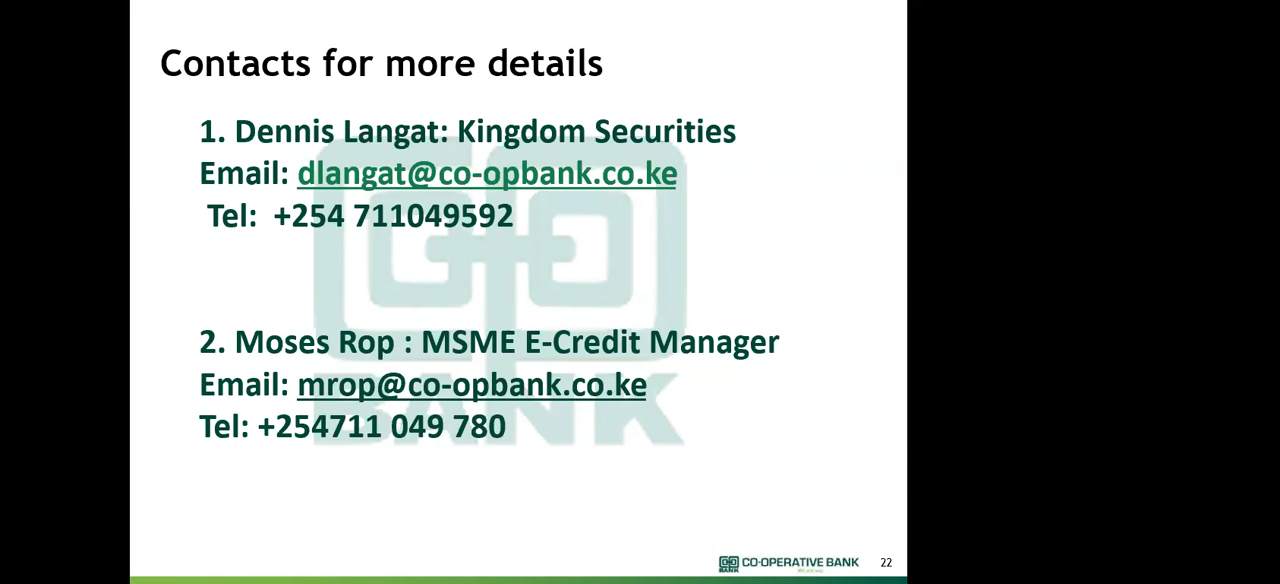 Contacts for more details
1. Dennis Langat: Kingdom Securities
Email: dlangat@co-opbank.co.ke
Tel: +254 711049592
2. Moses Rop : MSME E-Credit Manager
Email: mrop@co-opbank.co.ke
Tel: +254711 049 780
BANK
CO-OPERATIVE BANK
22